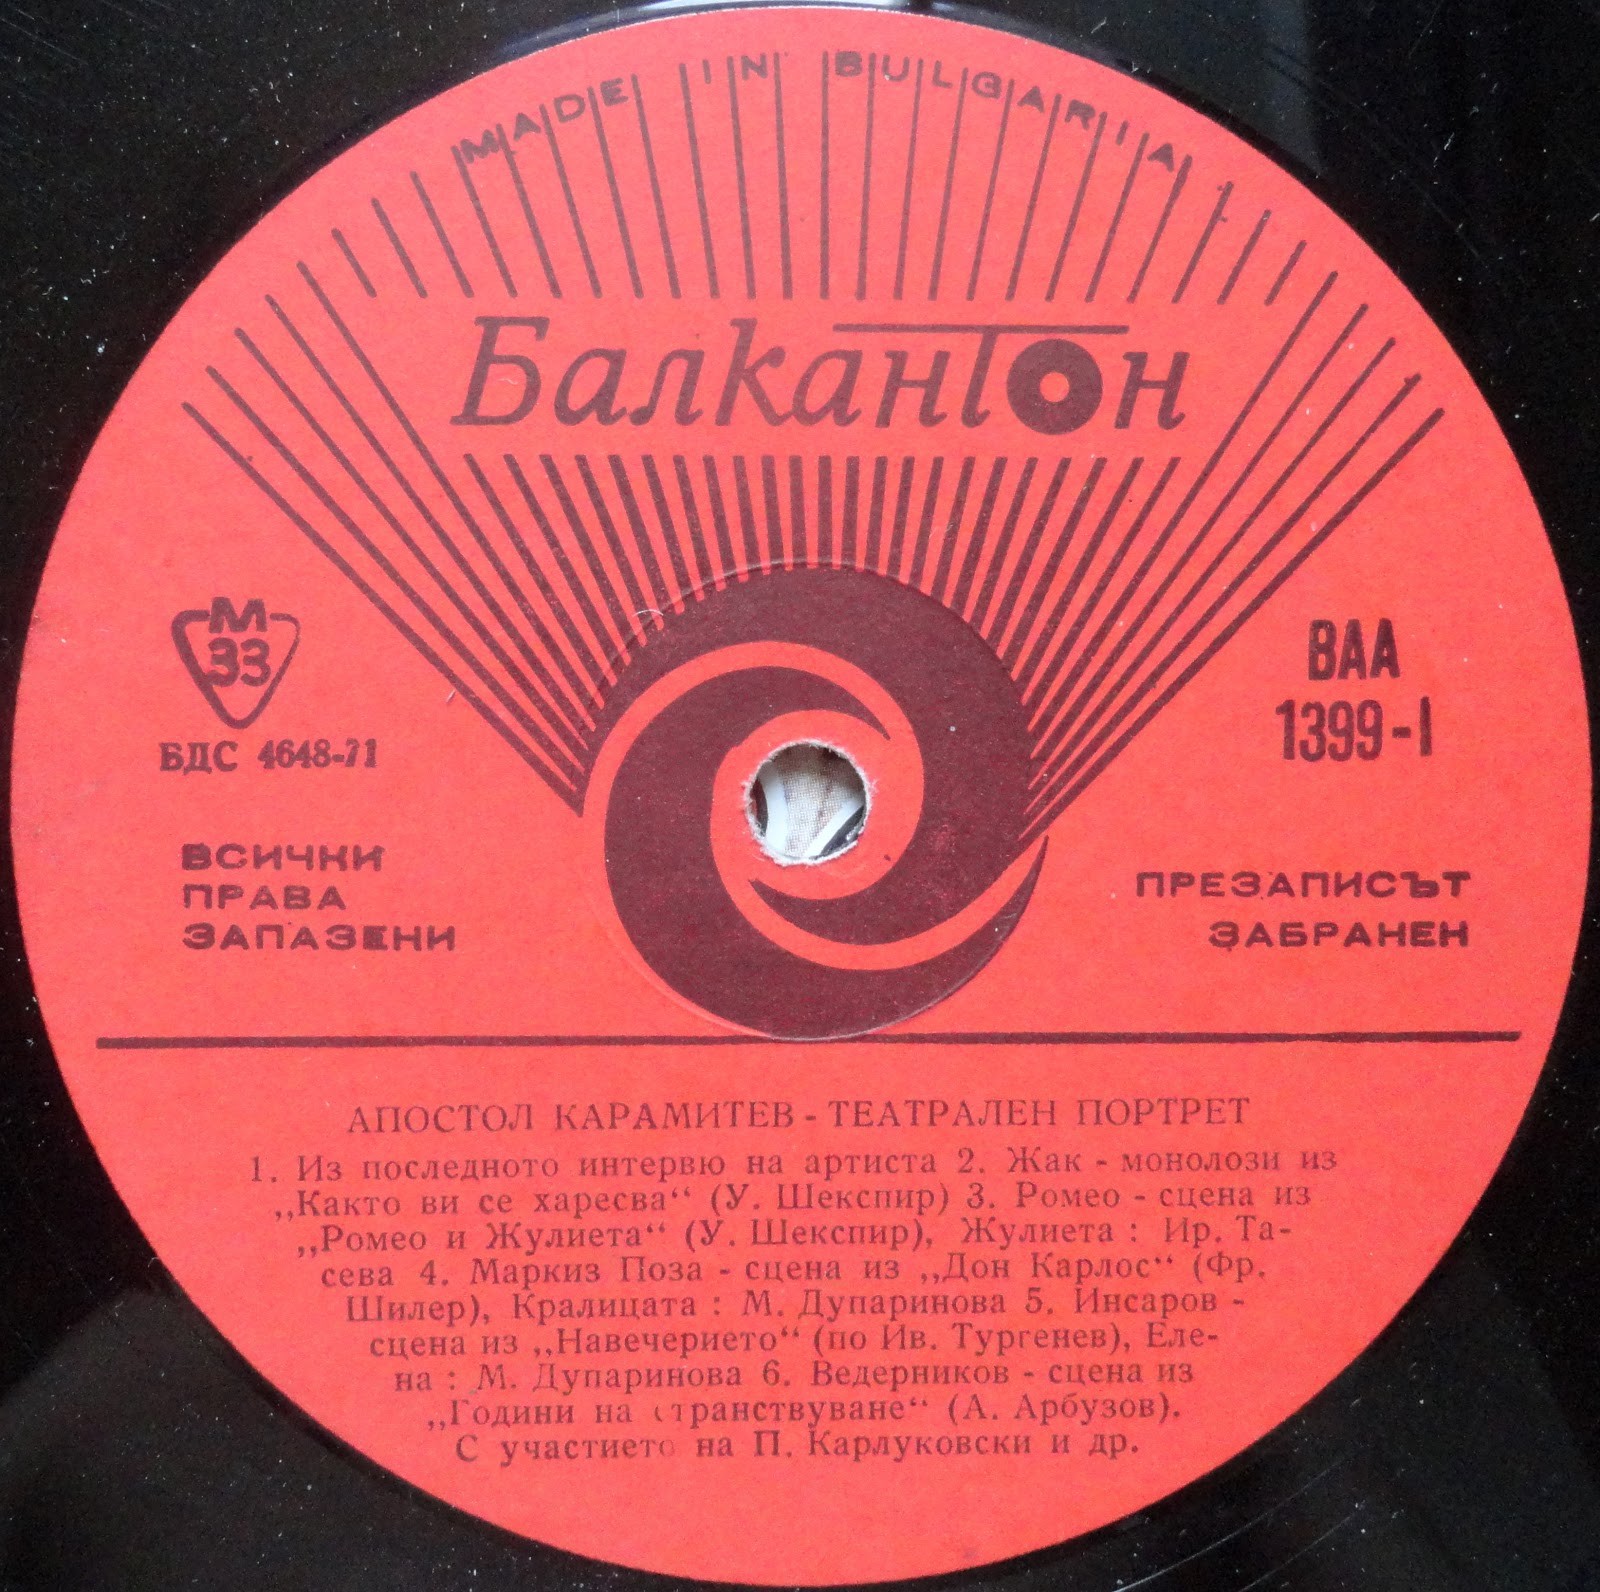 MADE IN BULGARIA
Балкантон
М
33
БДС 4648-71
ВАА
1399-I
ВСИЧКИ
ПРАВА
ЗАПАЗЕНИ
ПРЕЗАПИСЪТ
ЗАБРАНЕН
АПОСТОЛ КАРАМИТЕВ - ТЕАТРАЛЕН ПОРТРЕТ
1. Из последното интервю на артиста 2. Жак - монолози из
„Както ви се харесва“ (У. Шекспир) 3. Ромео - сцена из
„Ромео и Жулиета“ (У. Шекспир), Жулиета : Ир. Та-
сева 4. Маркиз Поза - сцена из „Дон Карлос“ (Фр.
Шилер), Кралицата : М. Дупаринова 5. Инсаров -
сцена из „Навечерието“ (по Ив. Тургенев), Еле-
на : М. Дупаринова 6. Ведерников - сцена из
„Години на странствуване“ (А. Арбузов).
С участието на П. Карлуковски и др.